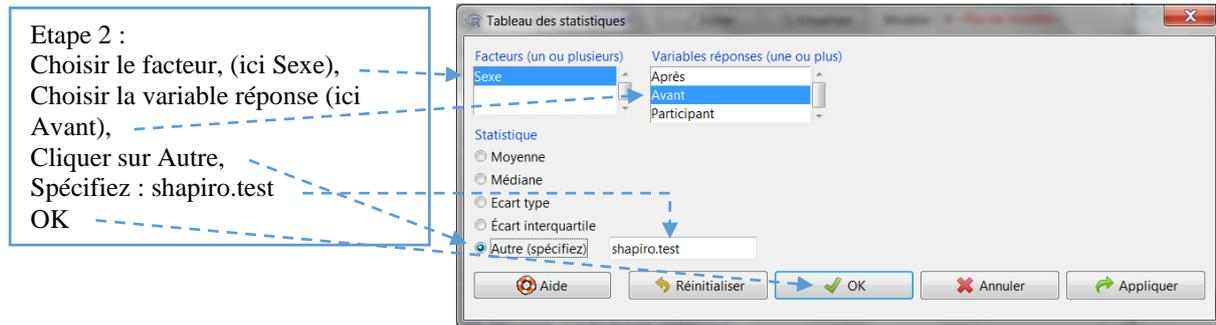 Etape 2 :
Choisir le facteur, (ici Sexe),
Choisir la variable réponse (ici
Avant),
Cliquer sur Autre,
Spécifiez : shapiro.test
OK
Tableau des statistiques
Facteurs (un ou plusieurs)
Sexe
Variables réponses (une ou plus)
Après
Avant
Participant
Statistique
Moyenne
Médiane
Ecart type
Écart interquartile
Autre (spécifiez) shapiro.test
Aide Réinitialiser OK Annuler Appliquer